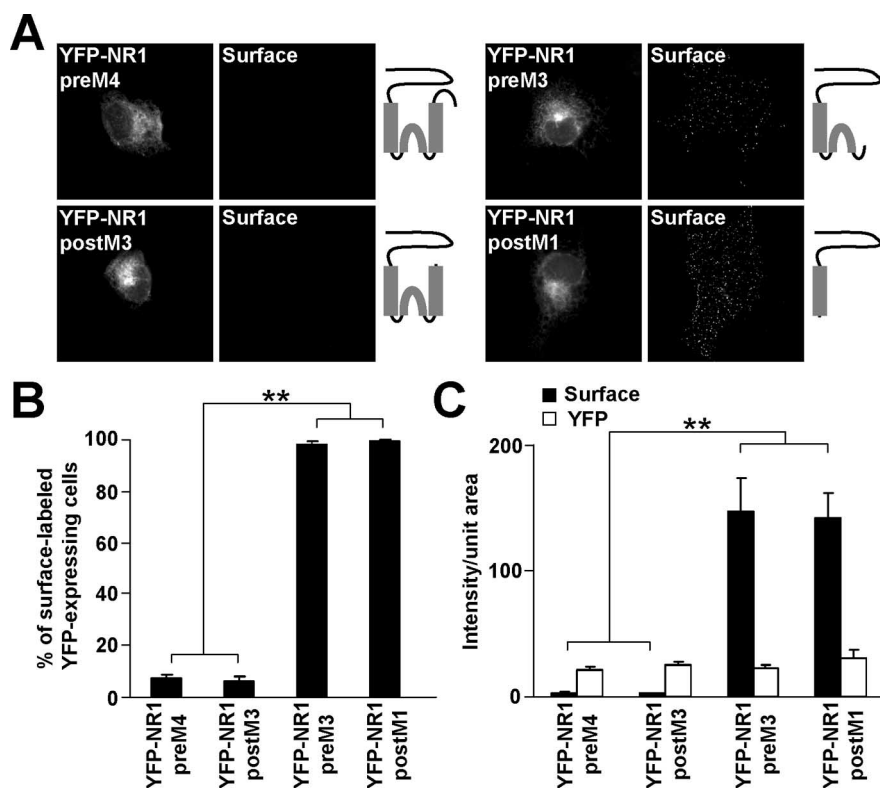 A
YFP-NR1
preM4
Surface
YFP-NR1
preM3
Surface
YFP-NR1
postM3
Surface
YFP-NR1
postM1
Surface
B
**
% of surface-labeled
YFP-expressing cells
100
80
60
40
20
0
YFP-NR1
preM4
YFP-NR1
postM3
YFP-NR1
preM3
YFP-NR1
postM1
C
Surface
YFP
**
Intensity/unit area
200
100
0
YFP-NR1
preM4
YFP-NR1
postM3
YFP-NR1
preM3
YFP-NR1
postM1